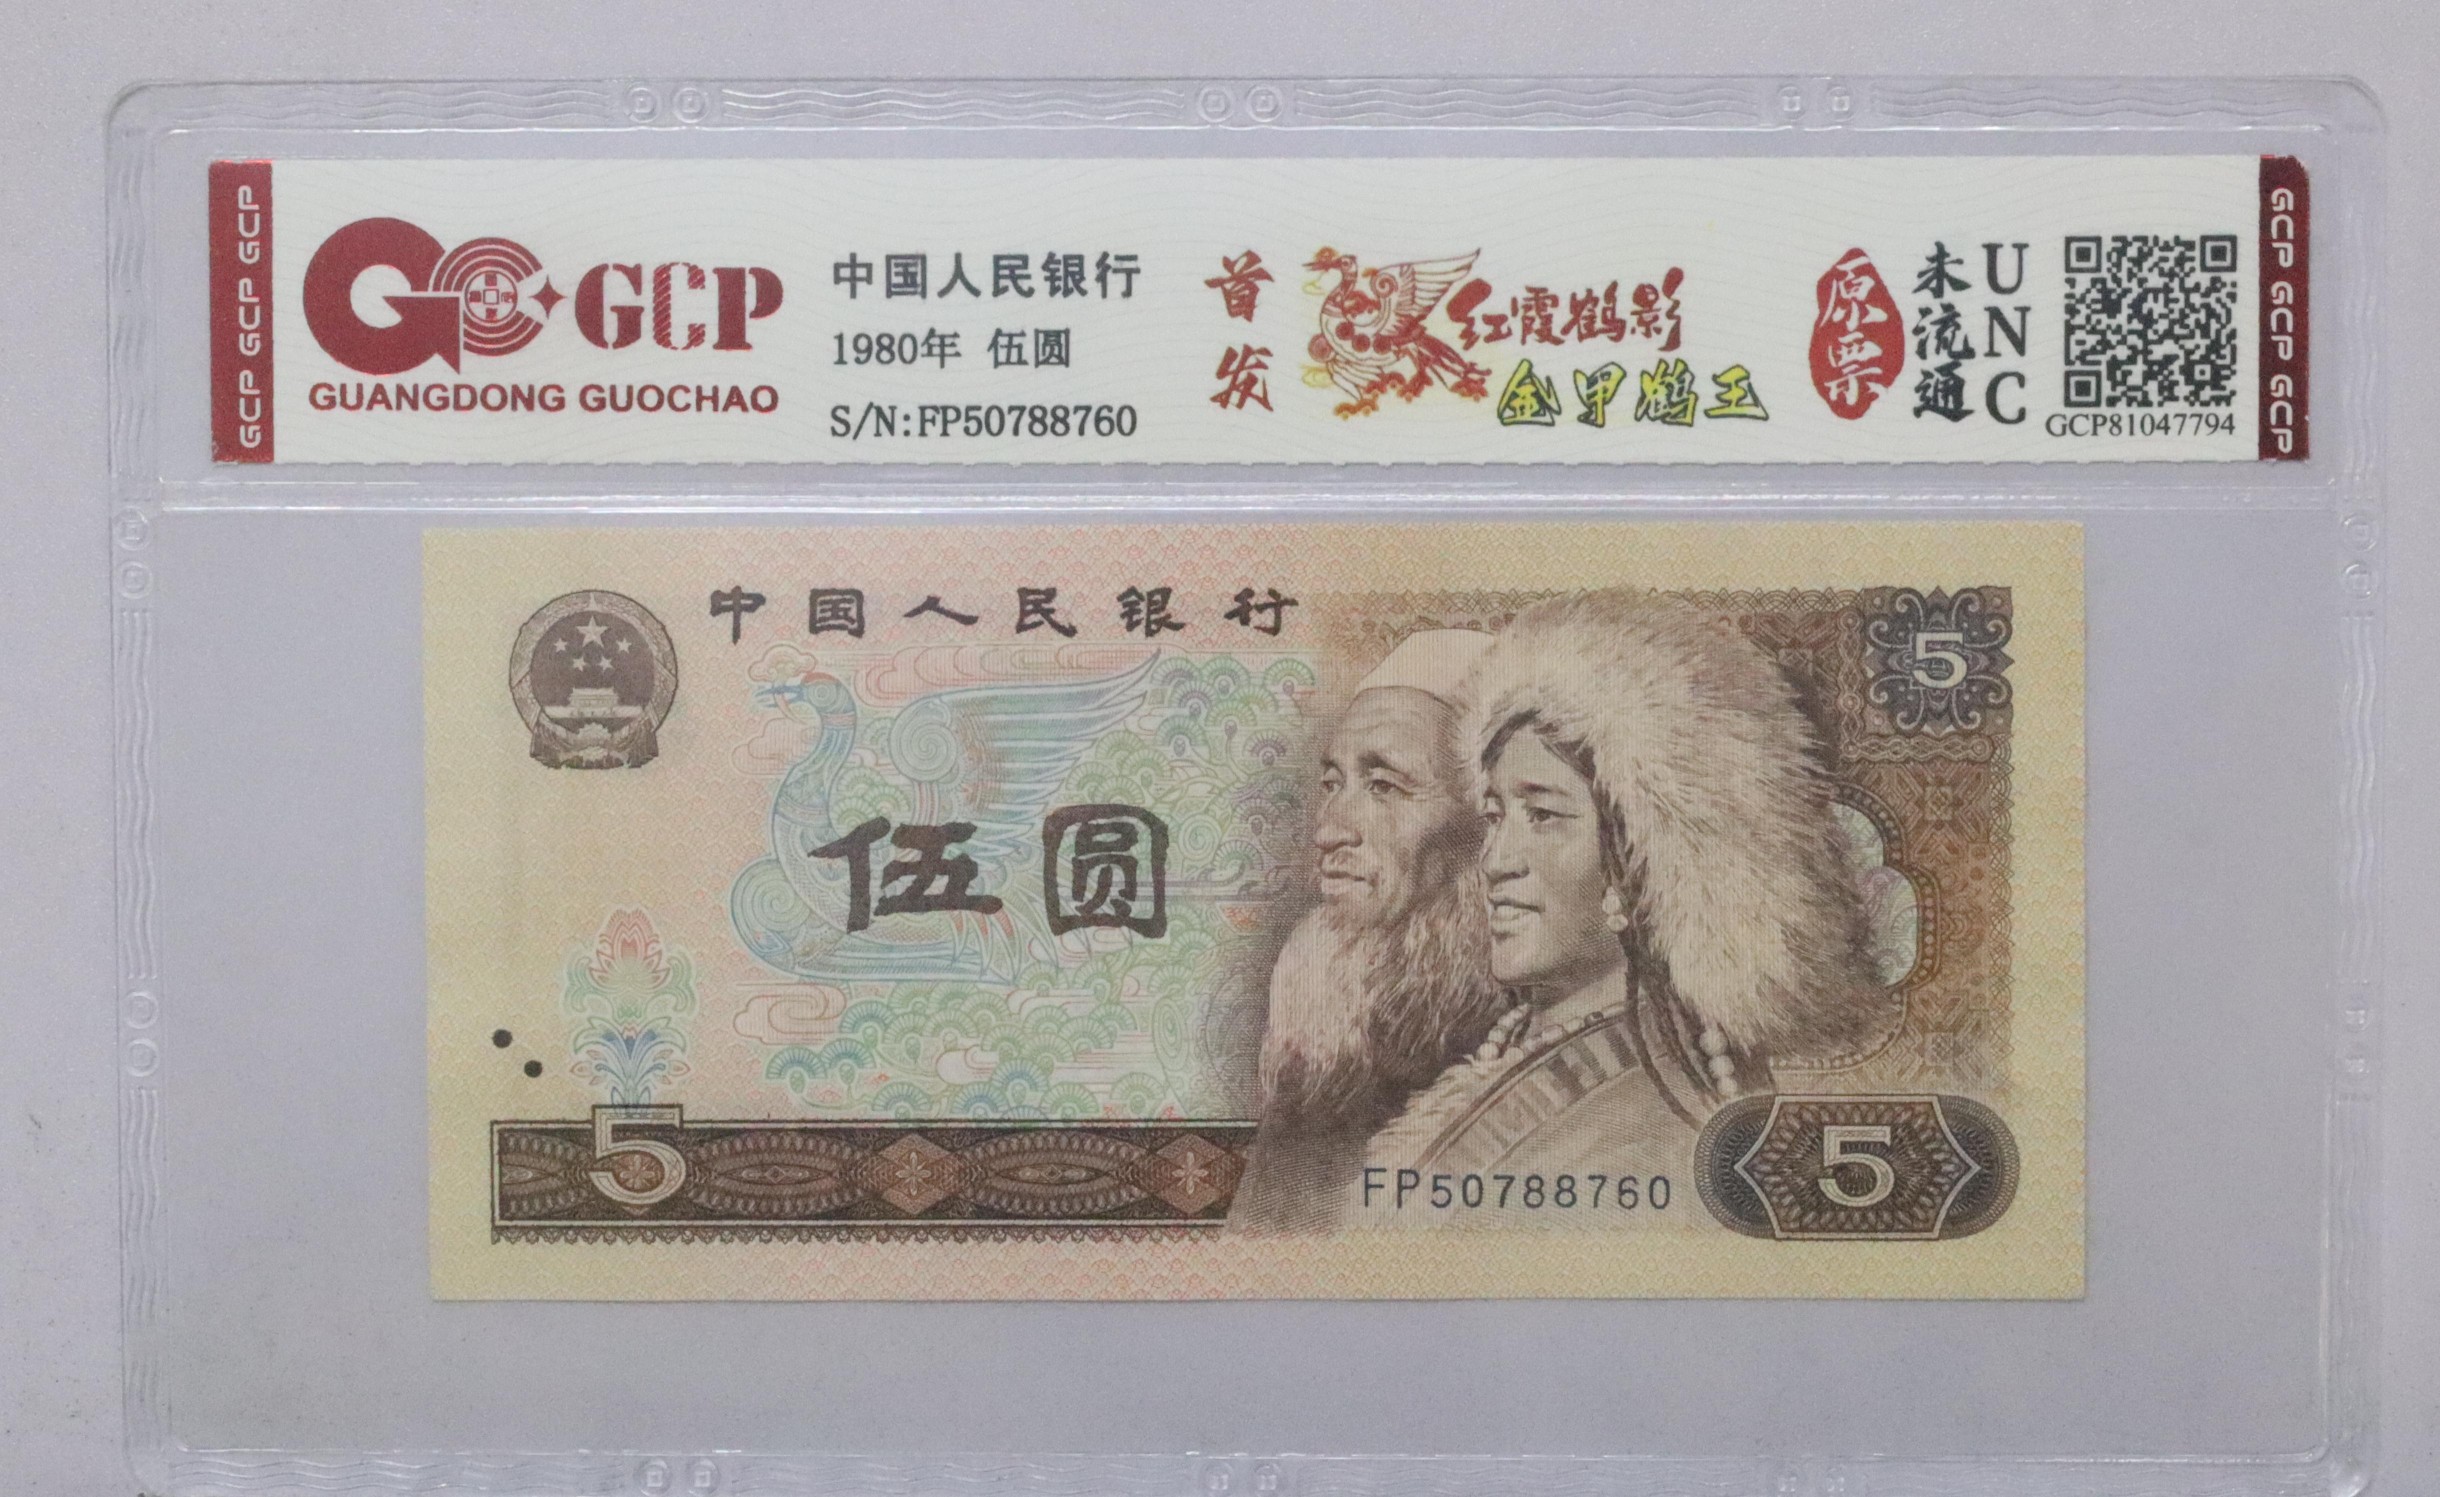 GCP GCP GCP
GCP
GUANGDONG GUOCHAO
中国人民银行
1980年 伍圆
S/N:FP50788760
首发
红霞鹤影
金甲鹤王
原票
未流通
UNC
GCP81047794
GCP GCP GCP
中国人民银行
5
伍圆
5
FP50788760
5